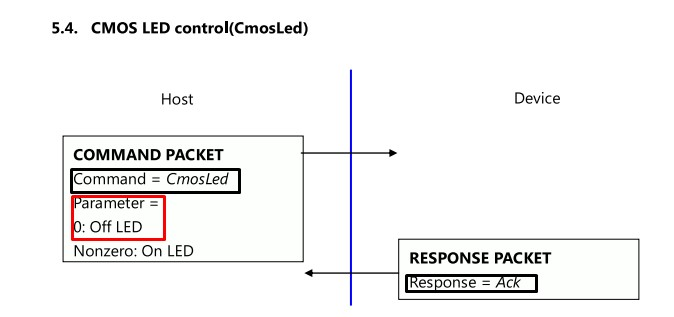 5.4. CMOS LED control(CmosLed)
Host
Device
COMMAND PACKET
Command = CmosLed
Parameter =
0: Off LED
Nonzero: On LED
RESPONSE PACKET
Response = Ack